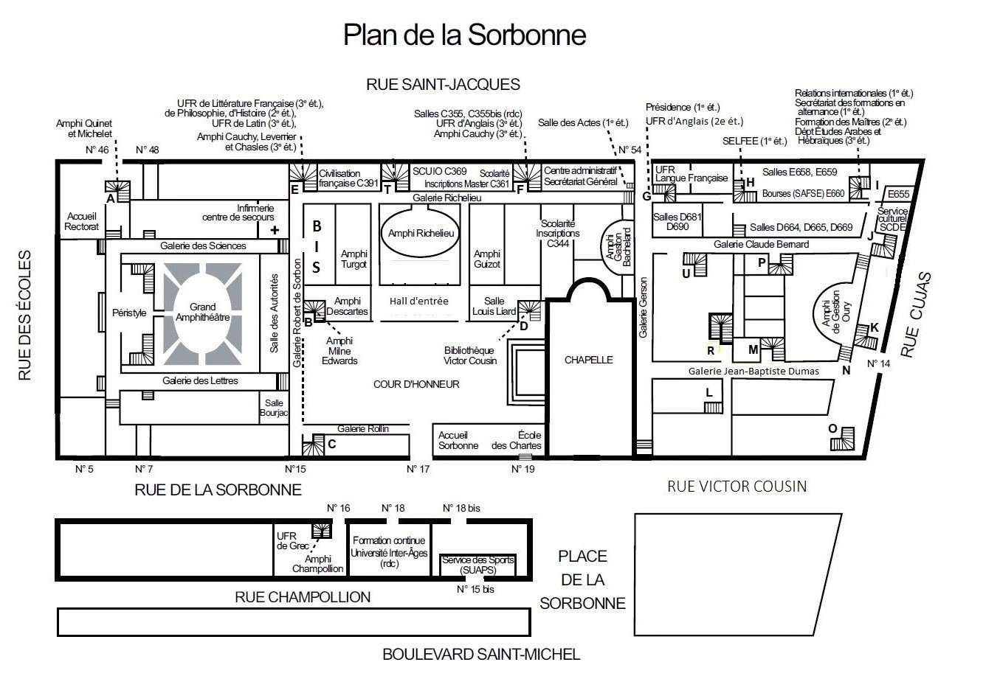 Plan de la Sorbonne
RUE SAINT-JACQUES
Amphi Quinet
et Michelet
UFR de Littérature Française (3e ét.),
de Philosophie, d'Histoire (2e ét.),
UFR de Latin (3e ét.),
Amphi Cauchy, Leverrier
et Chasles (3e ét.)
Salles C355, C355bis (rdc)
UFR d'Anglais (3e ét.)
Amphi Cauchy (3e ét.)
Salle des Actes (1e ét.)
Présidence (1e ét.)
UFR d'Anglais (2e ét.)
SELFEE (1e ét.)
Relations internationales (1e ét.)
Secrétariat des formations en
alternance (1e ét.)
Formation des Maîtres (2e ét.)
Dépt Études Arabes et
Hébraïques (3e ét.)
N° 46
N° 48
N° 54
A
E
Civilisation
française C391
T
SCUIO C369
Scolarité
Inscriptions Master C361
F
Centre administratif
Secrétariat Général
G
UFR
Langue Française
H
Salles E658, E659
Bourses (SAFSE) E660
I
E655
Galerie Richelieu
Accueil
Rectorat
Infirmerie
centre de secours
+
Galerie des Sciences
B
I
S
Amphi
Turgot
Amphi Richelieu
Amphi
Guizot
Scolarité
Inscriptions
C344
Amphi
Gaston
Bachelard
Salles D681
D690
Salles D664, D665, D669
Service
culturel
SCDE
J
Galerie Claude Bernard
RUE DES ÉCOLES
Péristyle
Grand
Amphithéâtre
Salle des Autorités
Galerie Robert de Sorbon
B
Amphi
Descartes
Hall d'entrée
Salle
Louis Liard
D
Galerie Gerson
U
P
Amphi
de Gestion
Oury
K
RUE CUJAS
Amphi
Milne
Edwards
Bibliothèque
Victor Cousin
CHAPELLE
R
M
N
N° 14
Galerie des Lettres
COUR D'HONNEUR
Galerie Jean-Baptiste Dumas
L
Salle
Bourjac
Galerie Rollin
C
Accueil
Sorbonne
École
des Chartes
O
N° 5
N° 7
N°15
N° 17
N° 19
RUE DE LA SORBONNE
RUE VICTOR COUSIN
N° 16
N° 18
N° 18 bis
UFR
de Grec
Amphi
Champollion
Formation continue
Université Inter-Âges
(rdc)
Service des Sports
(SUAPS)
N° 15 bis
PLACE
DE LA
SORBONNE
RUE CHAMPOLLION
BOULEVARD SAINT-MICHEL